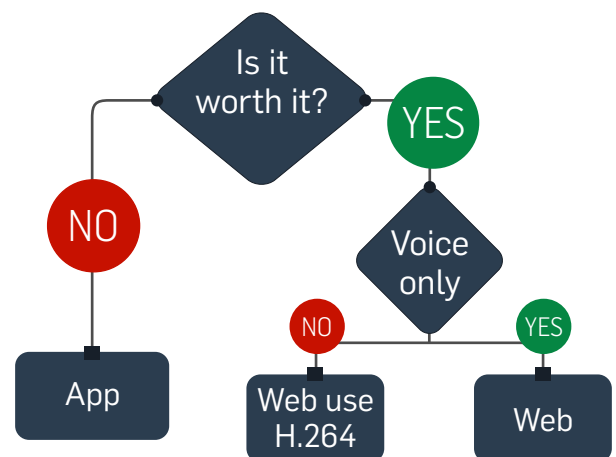 Is it
worth it?
YES
NO
Voice
only
NO
YES
App
Web use
H.264
Web